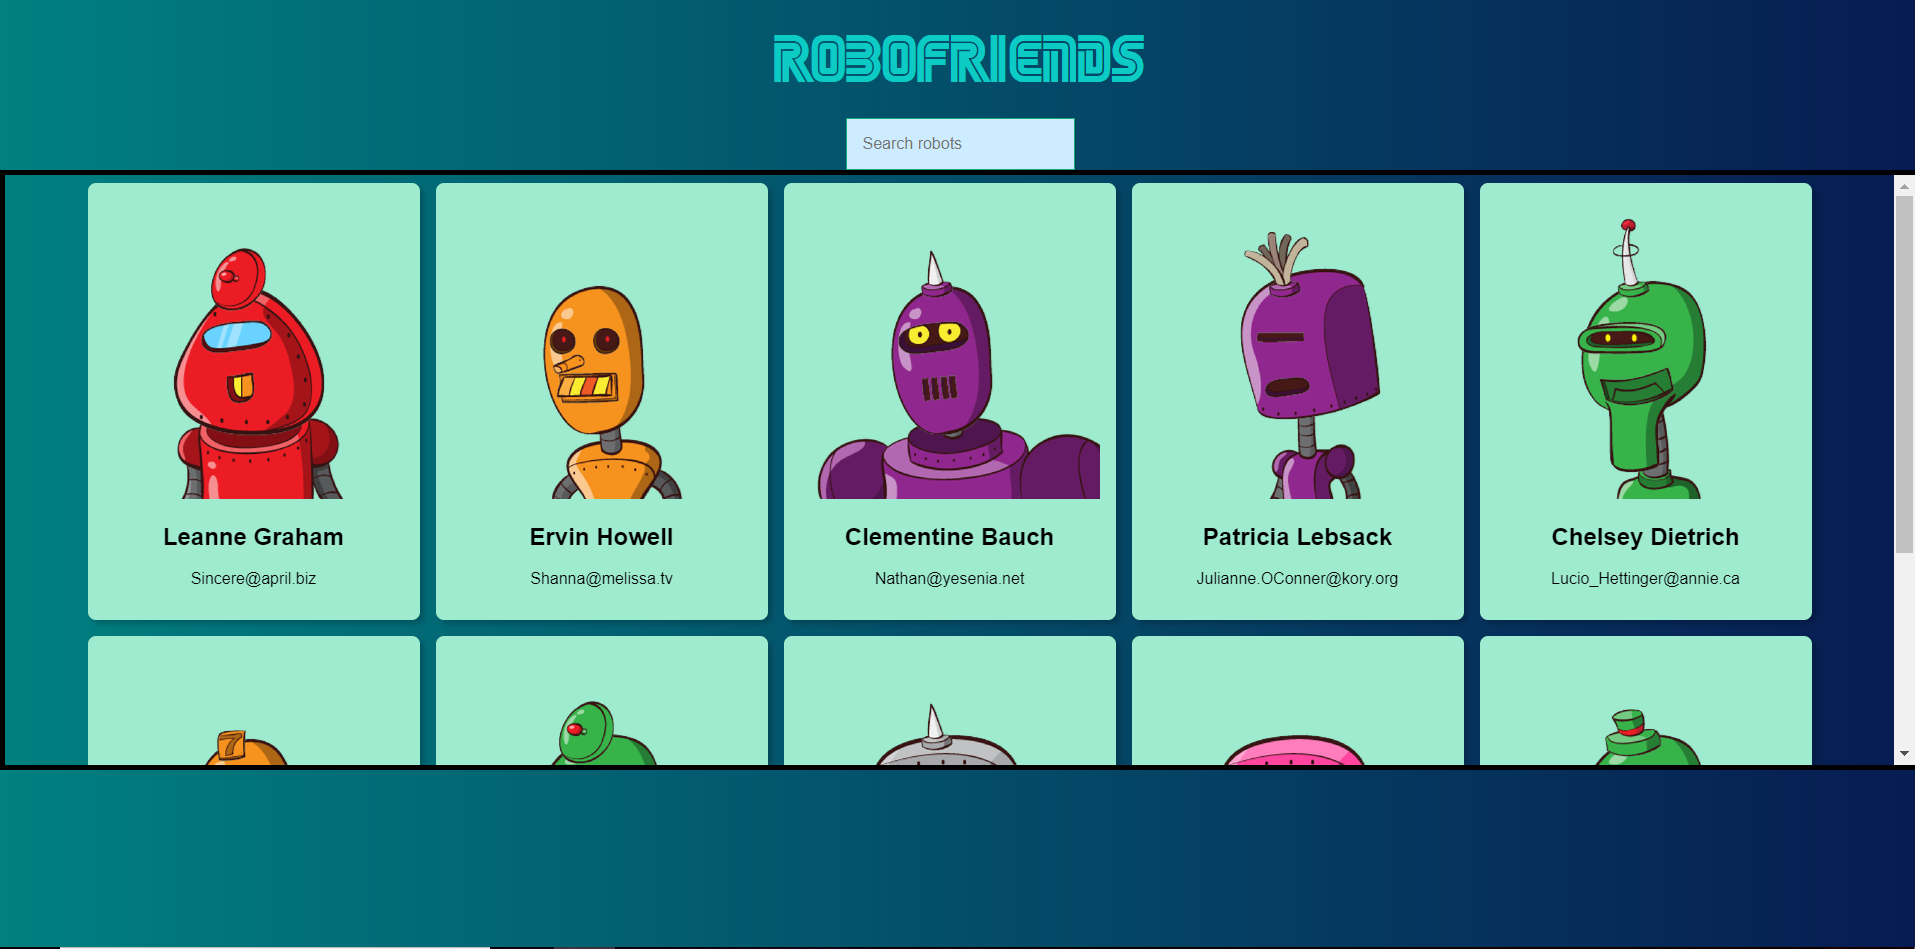 ROBOFRIENDS
Search robots
Leanne Graham
Sincere@april.biz
Ervin Howell
Shanna@melissa.tv
Clementine Bauch
Nathan@yesenia.net
Patricia Lebsack
Julianne.OConner@kory.org
Chelsey Dietrich
Lucio_Hettinger@annie.ca
7